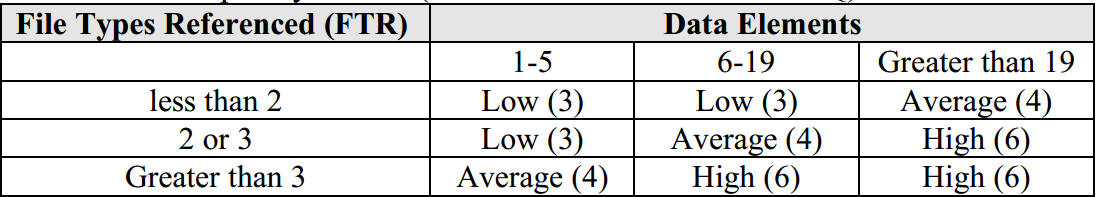 File Types Referenced (FTR) Data Elements
1-5 6-19 Greater than 19
less than 2 Low (3) Low (3) Average (4)
2 or 3 Low (3) Average (4) High (6)
Greater than 3 Average (4) High (6) High (6)